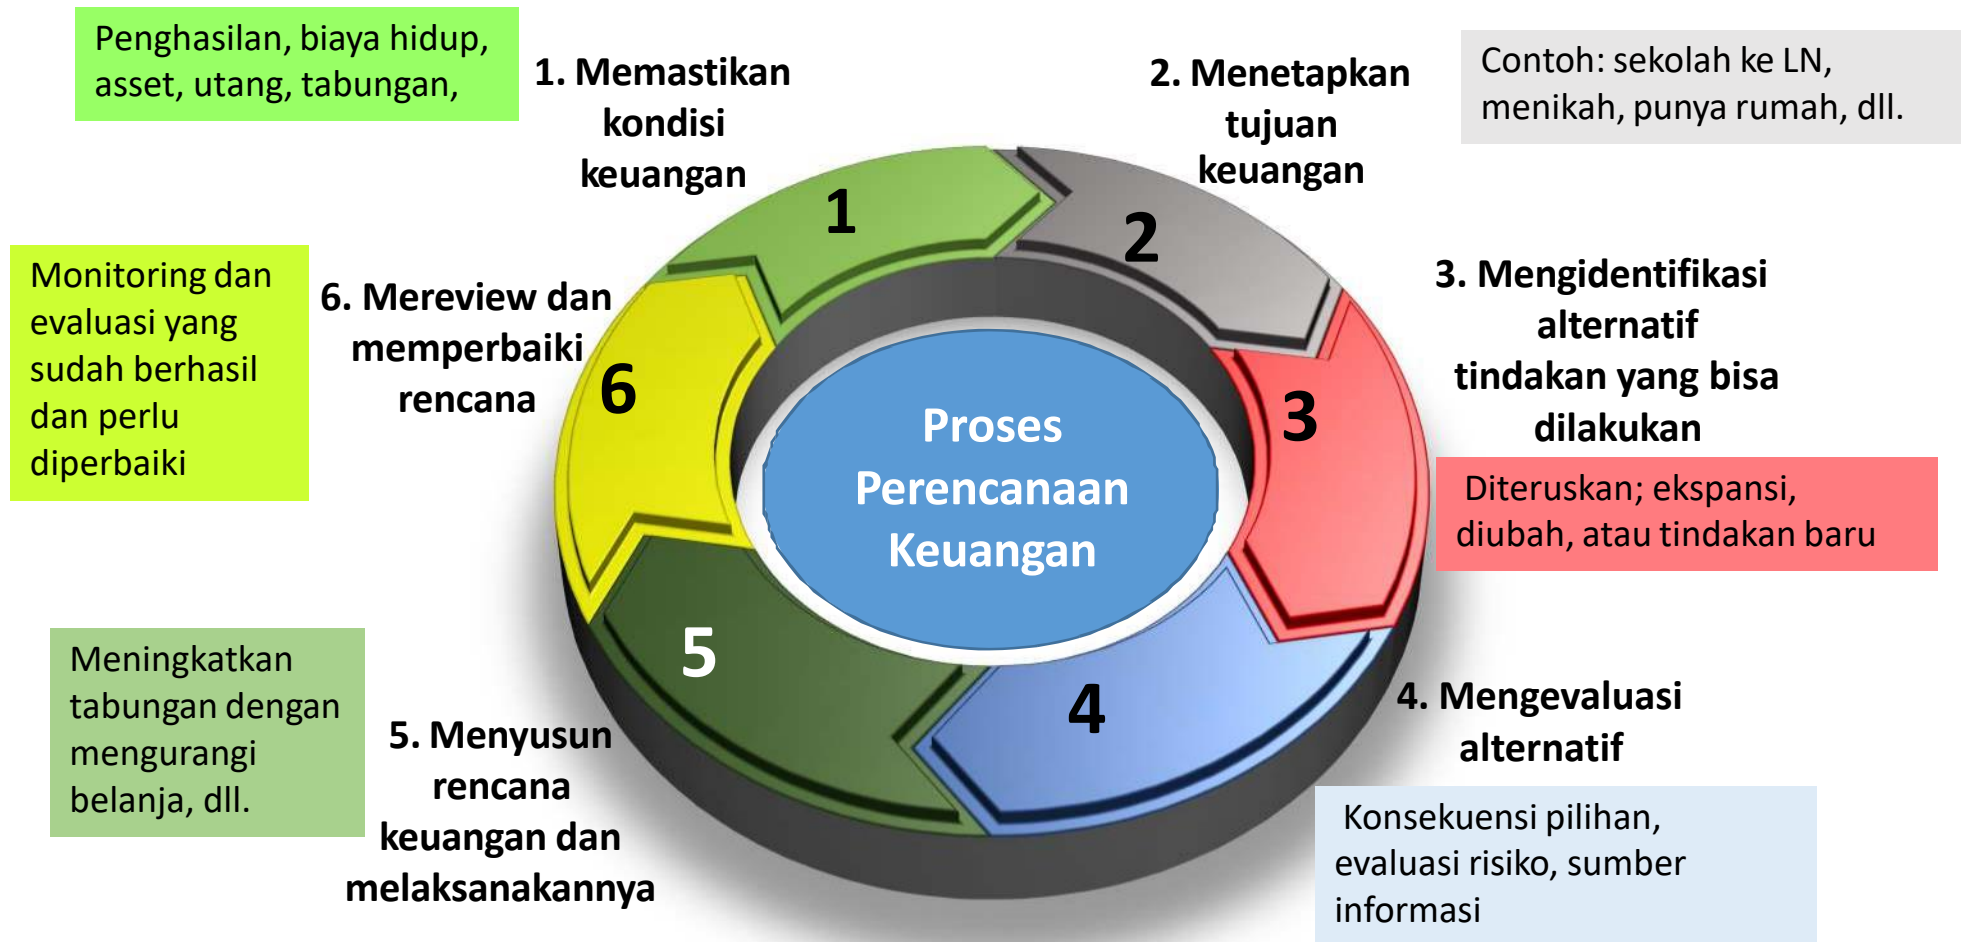 Penghasilan, biaya hidup,
asset, utang, tabungan,
1. Memastikan
kondisi
keuangan
2. Menetapkan
tujuan
keuangan
Contoh: sekolah ke LN,
menikah, punya rumah, dll.
1
2
Monitoring dan
evaluasi yang
sudah berhasil
dan perlu
diperbaiki
6. Mereview dan
memperbaiki
rencana
6
3
3. Mengidentifikasi
alternatif
tindakan yang bisa
dilakukan
Diteruskan; ekspansi,
diubah, atau tindakan baru
Proses
Perencanaan
Keuangan
Meningkatkan
tabungan dengan
mengurangi
belanja, dll.
5
5. Menyusun
rencana
keuangan dan
melaksanakannya
4
4. Mengevaluasi
alternatif
Konsekuensi pilihan,
evaluasi risiko, sumber
informasi